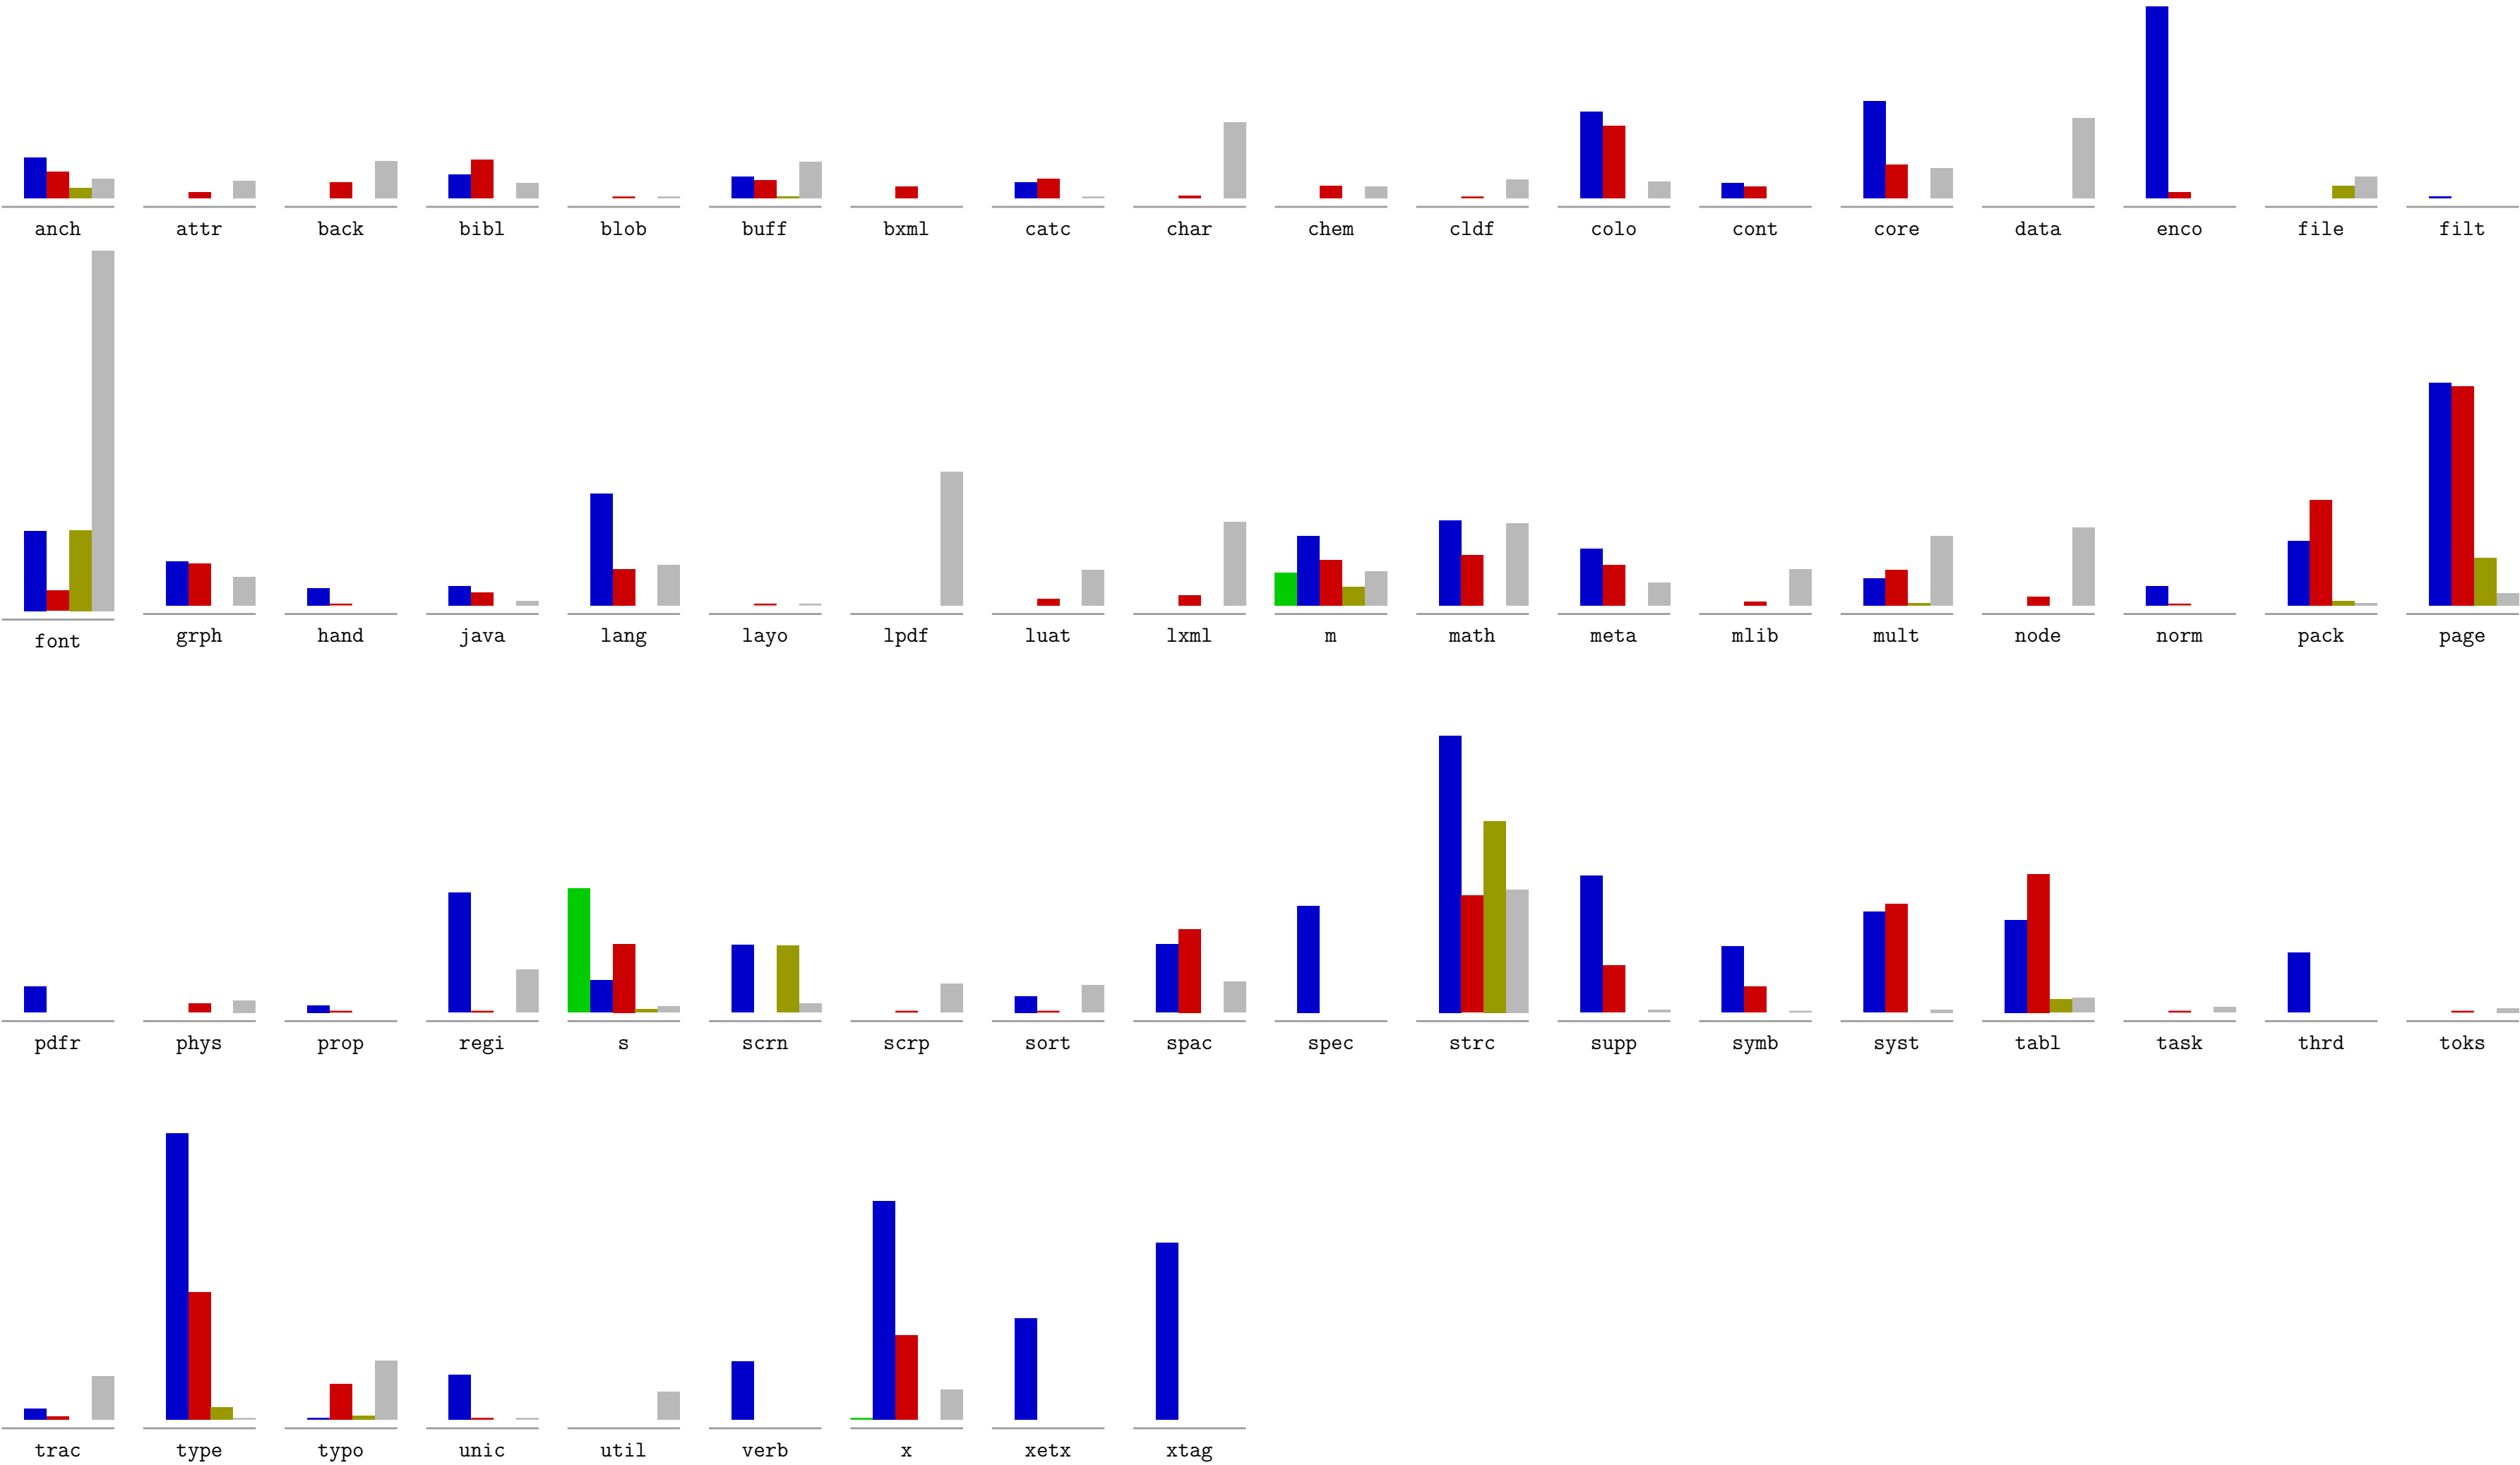 anch attr back bibl blob buff bxml catc char chem cldf colo cont core data enco file filt
font grph hand java lang layo lpdf luat lxml m math meta mlib mult node norm pack page
pdfr phys prop regi s scrn scrp sort spac spec strc supp symb syst tabl task thrd toks
trac type typo unic util verb x xetx xtag